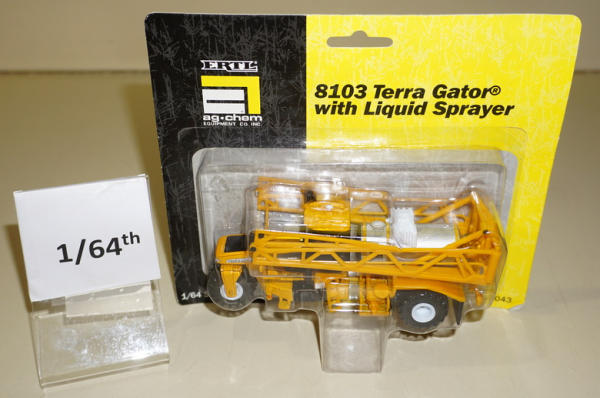 ERTL
ag•chem
EQUIPMENT CO. INC.
8103 Terra Gator®
with Liquid Sprayer
1/64th
1/64
043